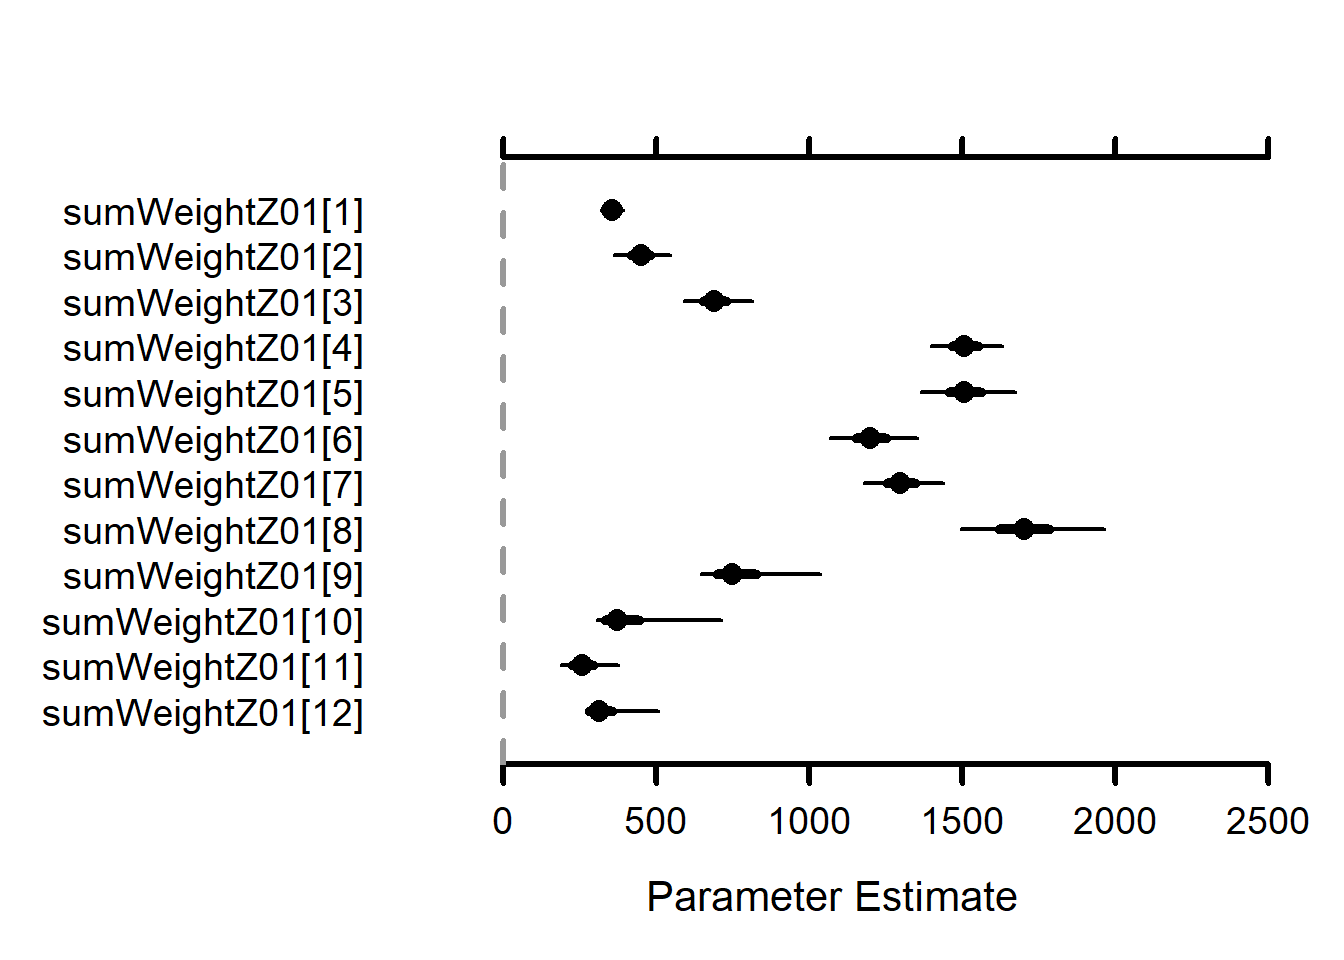 sumWeightZ01[1]
sumWeightZ01[2]
sumWeightZ01[3]
sumWeightZ01[4]
sumWeightZ01[5]
sumWeightZ01[6]
sumWeightZ01[7]
sumWeightZ01[8]
sumWeightZ01[9]
sumWeightZ01[10]
sumWeightZ01[11]
sumWeightZ01[12]
0 500 1000 1500 2000 2500
Parameter Estimate